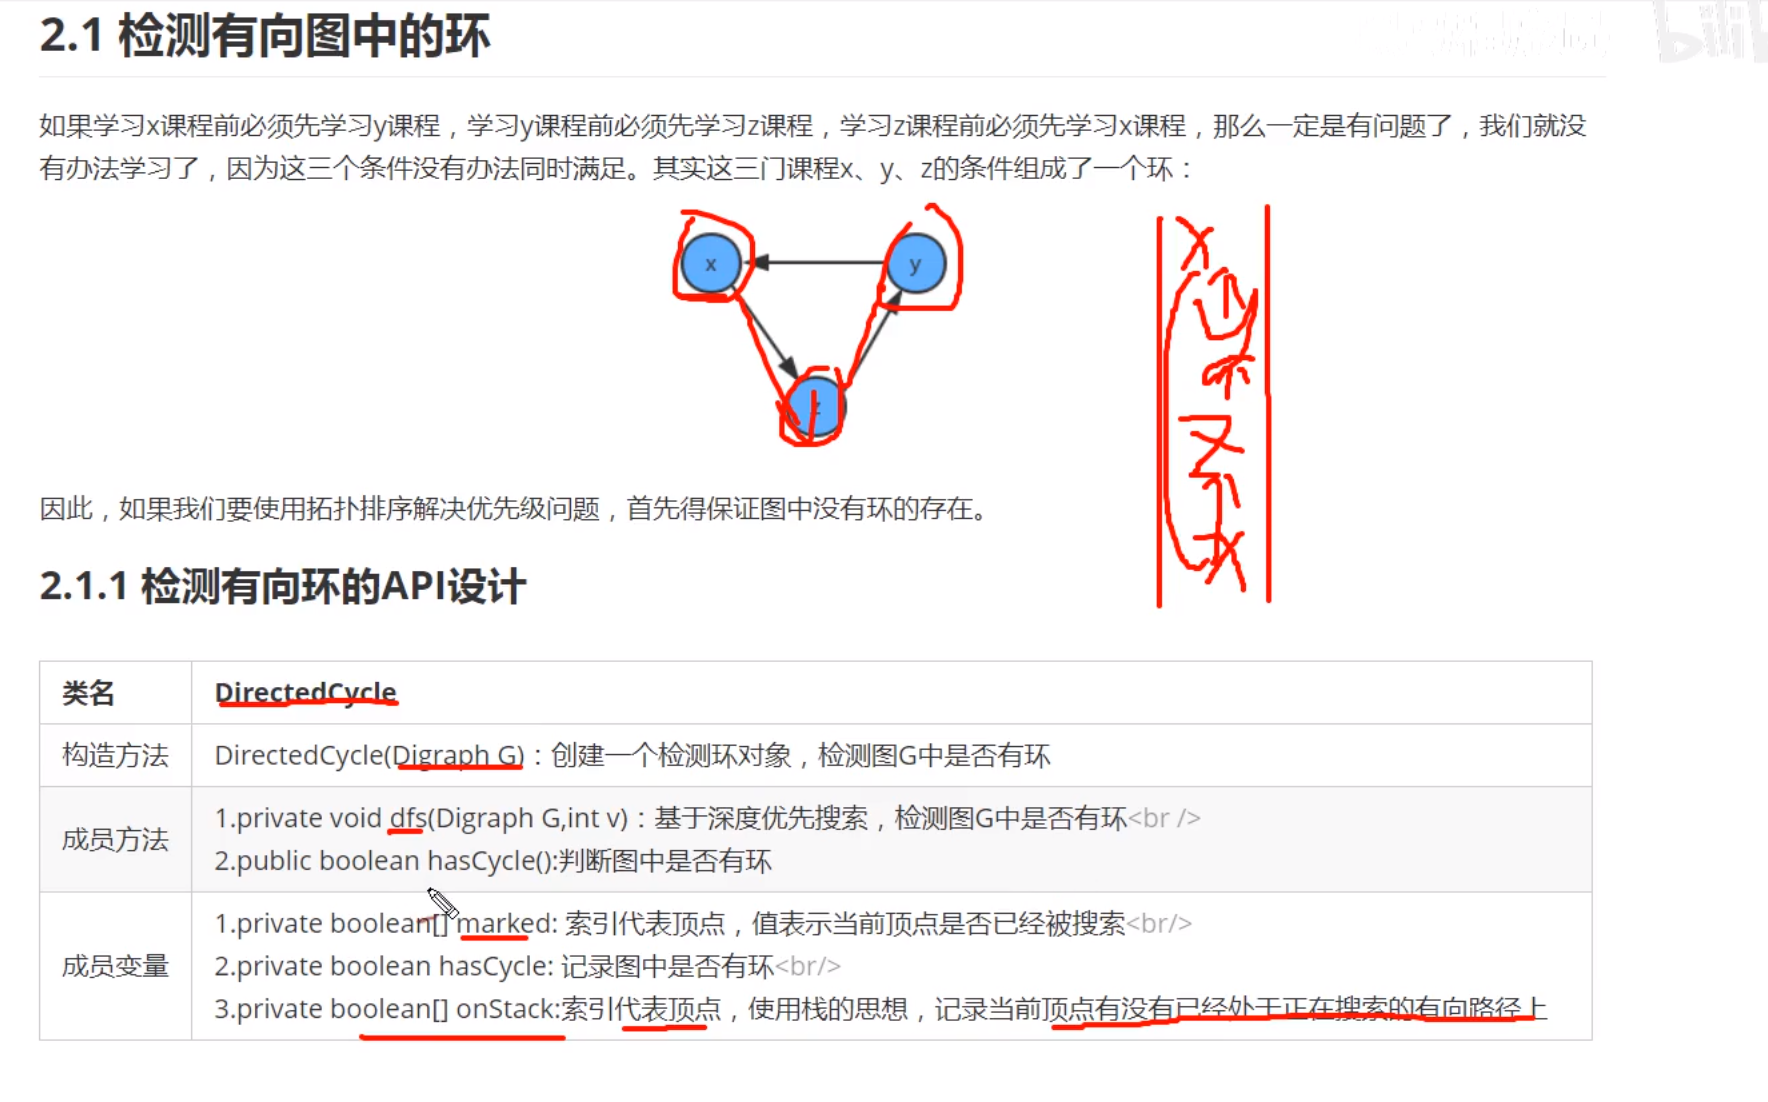 2.1 检测有向图中的环
如果学习x课程前必须先学习y课程，学习y课程前必须先学习z课程，学习z课程前必须先学习x课程，那么一定是有问题了，我们就没
有办法学习了，因为这三个条件没有办法同时满足。其实这三门课程x、y、z的条件组成了一个环：
x
y
因此，如果我们要使用拓扑排序解决优先级问题，首先得保证图中没有环的存在。
2.1.1 检测有向环的API设计
类名 DirectedCycle
构造方法 DirectedCycle(Digraph G)：创建一个检测环对象，检测图G中是否有环
成员方法
1.private void dfs(Digraph G,int v)：基于深度优先搜索，检测图G中是否有环<br />
2.public boolean hasCycle():判断图中是否有环
成员变量
1.private boolean[] marked: 索引代表顶点，值表示当前顶点是否已经被搜索<br/>
2.private boolean hasCycle: 记录图中是否有环<br/>
3.private boolean[] onStack:索引代表顶点，使用栈的思想，记录当前顶点有没有已经处于正在搜索的有向路径上